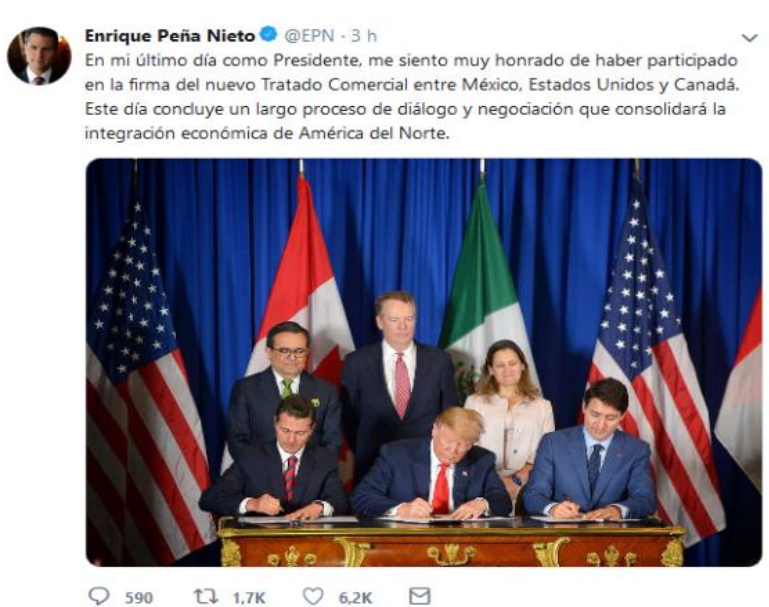 Enrique Peña Nieto @EPN · 3 h
En mi último día como Presidente, me siento muy honrado de haber participado
en la firma del nuevo Tratado Comercial entre México, Estados Unidos y Canadá.
Este día concluye un largo proceso de diálogo y negociación que consolidará la
integración económica de América del Norte.
590 1,7K 6,2K